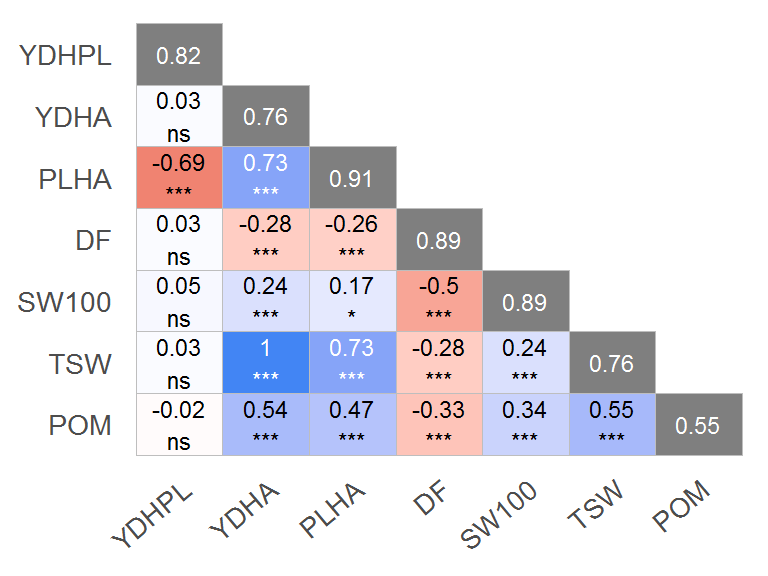 YDHPL 0.82
YDHA 0.03 0.76
ns
PLHA -0.69 0.73 0.91
*** ***
DF 0.03 -0.28 -0.26 0.89
ns *** ***
SW100 0.05 0.24 0.17 -0.5 0.89
ns *** * ***
TSW 0.03 1 0.73 -0.28 0.24 0.76
ns *** *** *** ***
POM -0.02 0.54 0.47 -0.33 0.34 0.55 0.55
ns *** *** *** *** ***
YDHPL YDHA PLHA DF SW100 TSW POM